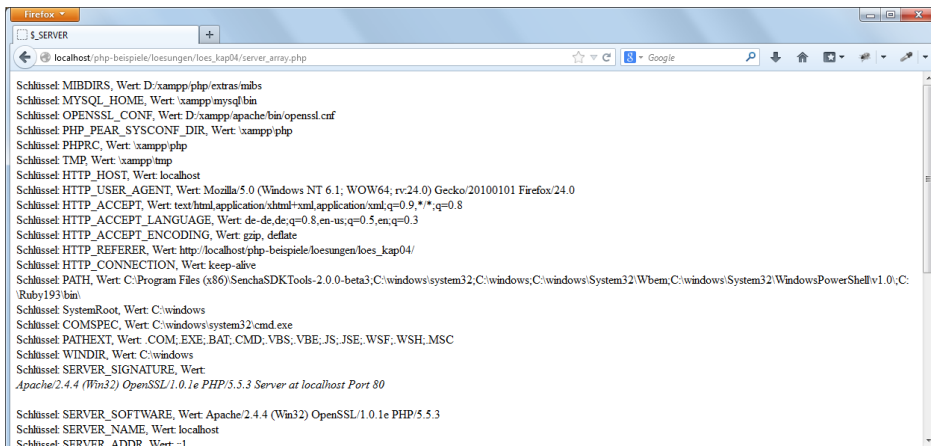 Firefox
$_SERVER
localhost/php-beispiele/loesungen/loes_kap04/server_array.php
Google
Schlüssel: MIBDIRS, Wert: D:/xampp/php/extras/mibs
Schlüssel: MYSQL_HOME, Wert: \xampp\mysql\bin
Schlüssel: OPENSSL_CONF, Wert: D:/xampp/apache/bin/openssl.cnf
Schlüssel: PHP_PEAR_SYSCONF_DIR, Wert: \xampp\php
Schlüssel: PHPRC, Wert: \xampp\php
Schlüssel: TMP, Wert: \xampp\tmp
Schlüssel: HTTP_HOST, Wert: localhost
Schlüssel: HTTP_USER_AGENT, Wert: Mozilla/5.0 (Windows NT 6.1; WOW64; rv:24.0) Gecko/20100101 Firefox/24.0
Schlüssel: HTTP_ACCEPT, Wert: text/html,application/xhtml+xml,application/xml;q=0.9,*/*;q=0.8
Schlüssel: HTTP_ACCEPT_LANGUAGE, Wert: de-de,de;q=0.8,en-us;q=0.5,en;q=0.3
Schlüssel: HTTP_ACCEPT_ENCODING, Wert: gzip, deflate
Schlüssel: HTTP_REFERER, Wert: http://localhost/php-beispiele/loesungen/loes_kap04/
Schlüssel: HTTP_CONNECTION, Wert: keep-alive
Schlüssel: PATH, Wert: C:\Program Files (x86)\SenchaSDKTools-2.0.0-beta3;C:\windows\system32;C:\windows;C:\windows\System32\Wbem;C:\windows\System32\WindowsPowerShell\v1.0\;C:
\Ruby193\bin\
Schlüssel: SystemRoot, Wert: C:\windows
Schlüssel: COMSPEC, Wert: C:\windows\system32\cmd.exe
Schlüssel: PATHEXT, Wert: .COM;.EXE;.BAT;.CMD;.VBS;.VBE;.JS;.JSE;.WSF;.WSH;.MSC
Schlüssel: WINDIR, Wert: C:\windows
Schlüssel: SERVER_SIGNATURE, Wert:
Apache/2.4.4 (Win32) OpenSSL/1.0.1e PHP/5.5.3 Server at localhost Port 80
Schlüssel: SERVER_SOFTWARE, Wert: Apache/2.4.4 (Win32) OpenSSL/1.0.1e PHP/5.5.3
Schlüssel: SERVER_NAME, Wert: localhost
Schlüssel: SERVER_ADDR, Wert: ::1